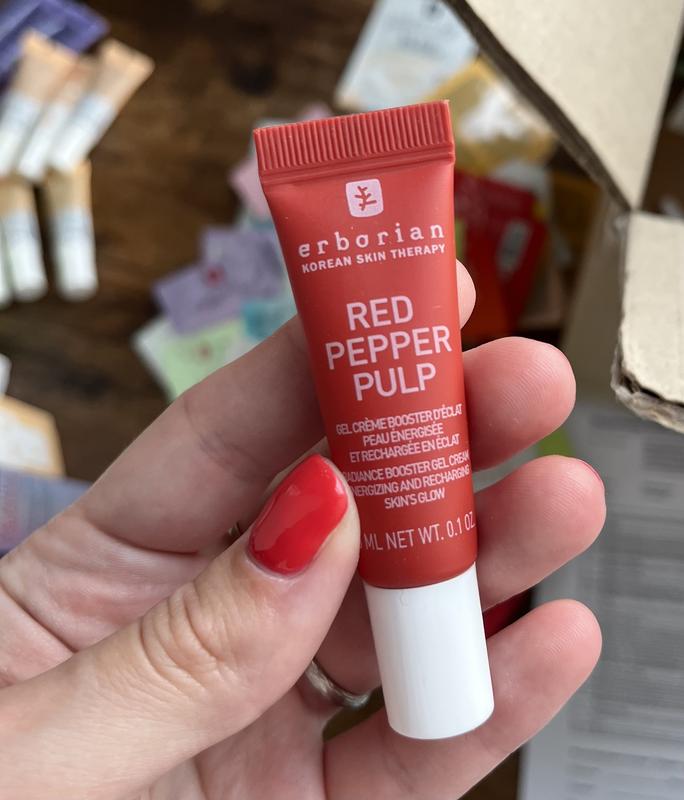 erborian
KOREAN SKIN THERAPY
RED
PEPPER
PULP
GEL CRÈME BOOSTER D'ÉCLAT
PEAU ÉNERGISÉE
ET RECHARGÉE EN ÉCLAT
RADIANCE BOOSTER GEL CREAM
ENERGIZING AND RECHARGING
SKIN'S GLOW
ML NET WT. 0.1 OZ